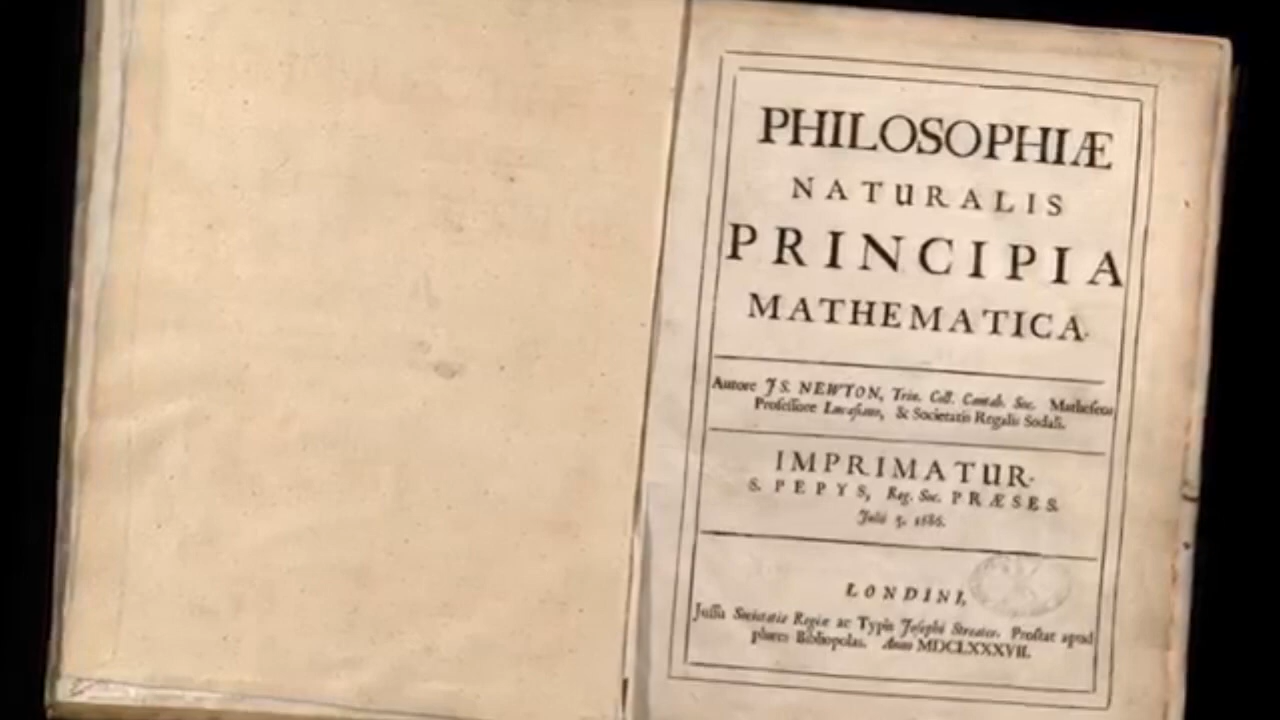 PHILOSOPHIÆ
NATURALIS
PRINCIPIA
MATHEMATICA.
Autore JS. NEWTON, Trin. Coll. Cantab. Soc. Matheseos
Professore Lucasiano, & Societatis Regalis Sodali.
IMPRIMATUR.
S. PEPYS, Reg. Soc. PRÆSES.
Julii 5. 1686.
LONDINI,
Jussu Societatis Regiæ ac Typis Josephi Streater. Prostat apud
plures Bibliopolas. Anno MDCLXXXVII.